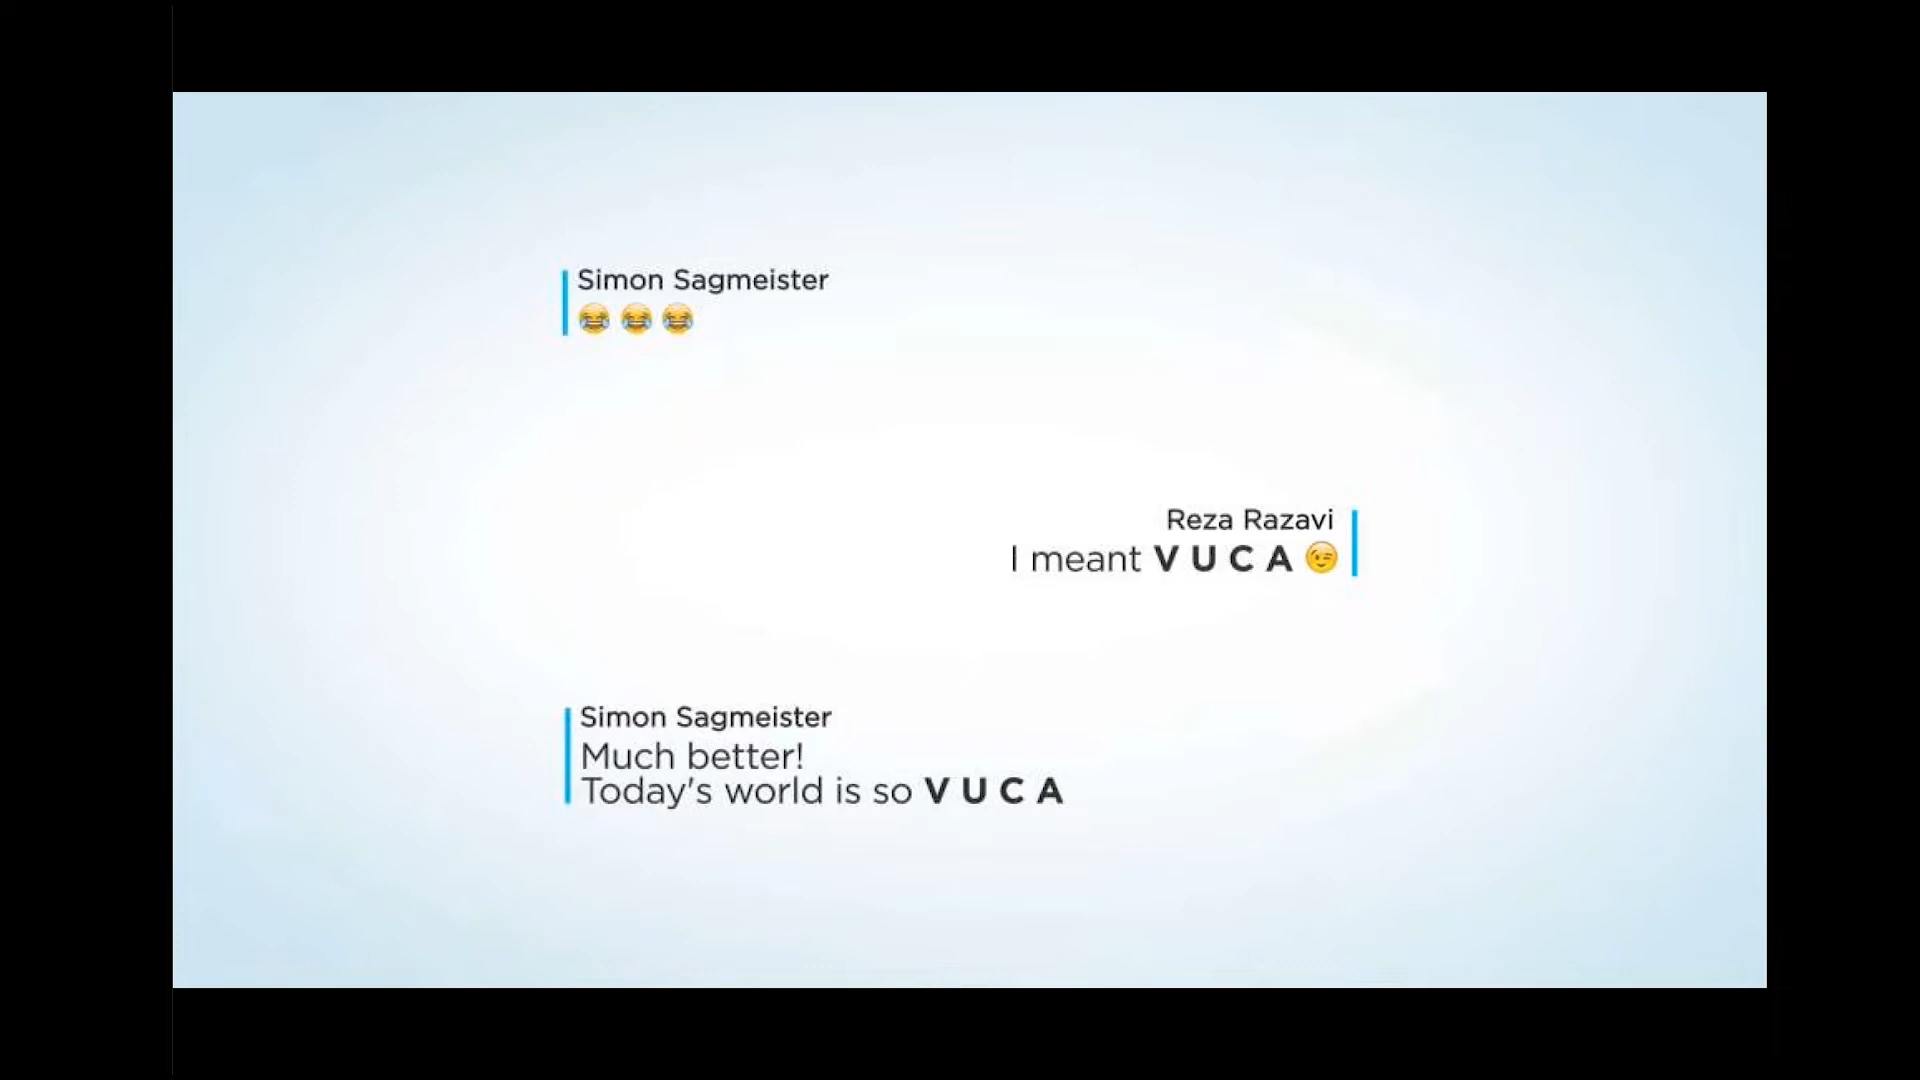 Simon Sagmeister
😂 😂 😂
Reza Razavi
I meant V U C A 😉
Simon Sagmeister
Much better!
Today's world is so V U C A